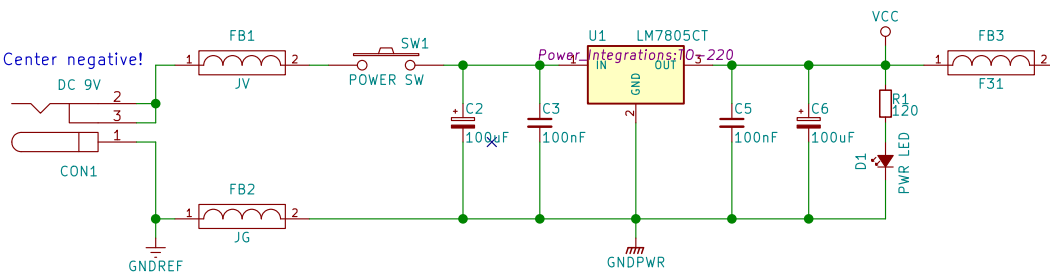 VCC
FB1
SW1
U1
LM7805CT
FB3
Center negative!
Power_Integrations:TO-220
1
2
1
IN
OUT
3
1
2
JV
POWER SW
F31
DC 9V
GND
2
3
2
C2
C3
C5
C6
R1
120
1
100uF
100nF
100nF
100uF
D1
PWR LED
CON1
FB2
1
2
JG
GNDREF
GNDPWR